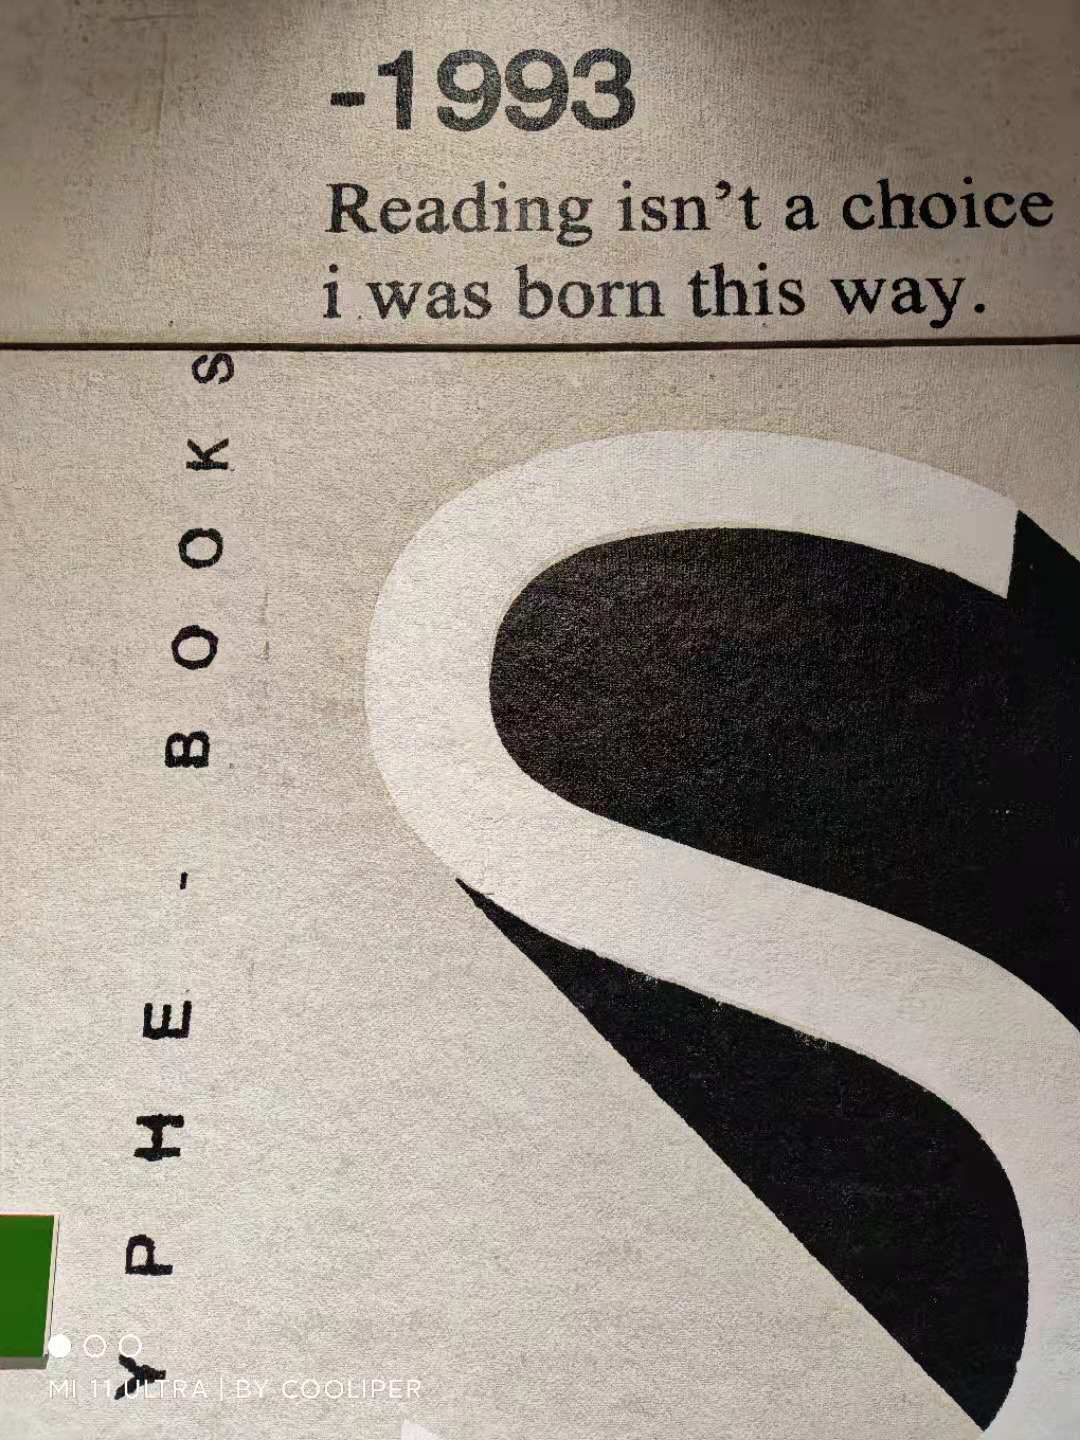 -1993
Reading isn't a choice
i was born this way.
YPHE-BOOKS
MI 11 ULTRA | BY COOLIPER